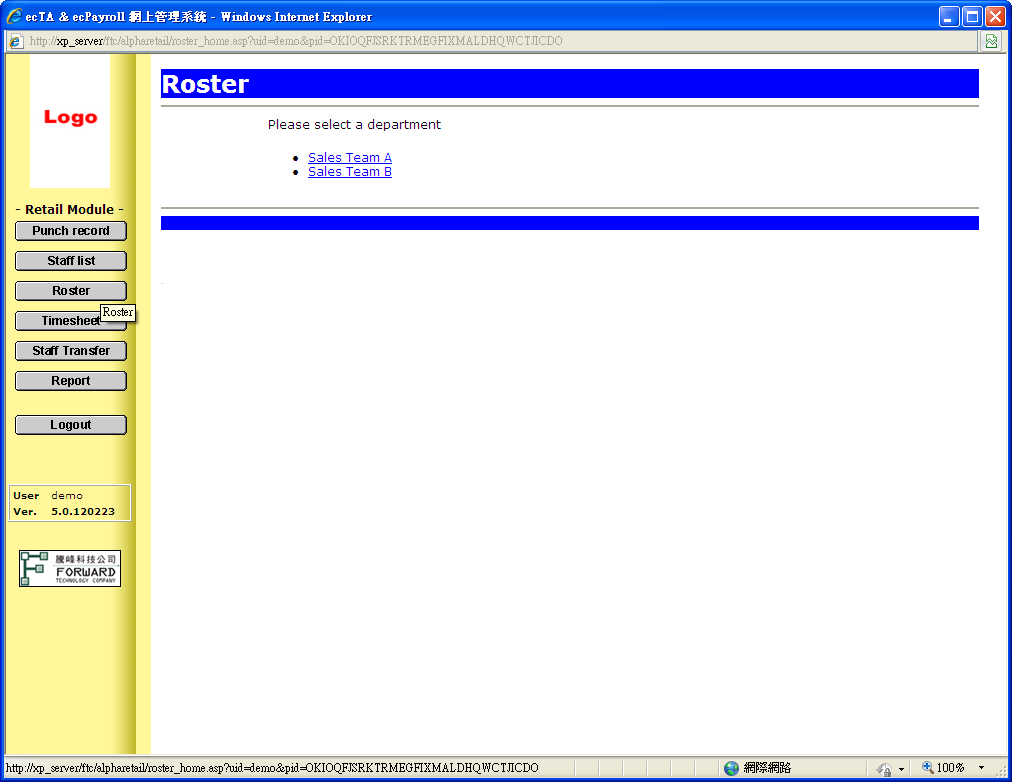 ecTA & ecPayroll 網上管理系統 - Windows Internet Explorer
http://xp_server/ftc/alpharetail/roster_home.asp?uid=demo&pid=OKIOQFJSRKTRMEGFIXMALDHQWCTJICDO
Logo
- Retail Module -
Punch record
Staff list
Roster
Timesheet
Roster
Staff Transfer
Report
Logout
User demo
Ver. 5.0.120223
騰峰科技公司
FORWARD
TECHNOLOGY COMPANY
Roster
Please select a department
• Sales Team A
• Sales Team B
http://xp_server/ftc/alpharetail/roster_home.asp?uid=demo&pid=OKIOQFJSRKTRMEGFIXMALDHQWCTJICDO
網際網路
100%